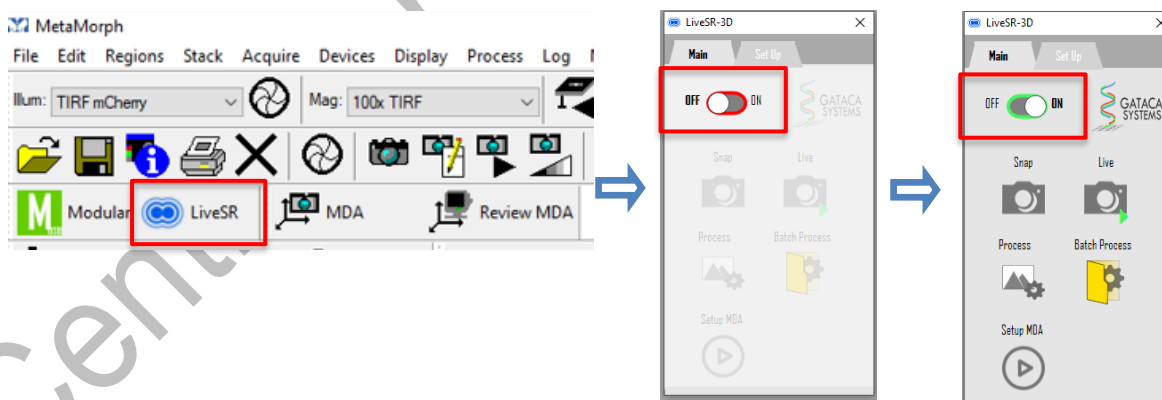 MetaMorph
File Edit Regions Stack Acquire Devices Display Process Log
Illum: TIRF mCherry Mag: 100x TIRF
Modular LiveSR MDA Review MDA
LiveSR-3D
Main Set Up
OFF ON GATACA
SYSTEMS
Snap Live
Process Batch Process
Setup MDA
LiveSR-3D
Main Set Up
OFF ON GATACA
SYSTEMS
Snap Live
Process Batch Process
Setup MDA